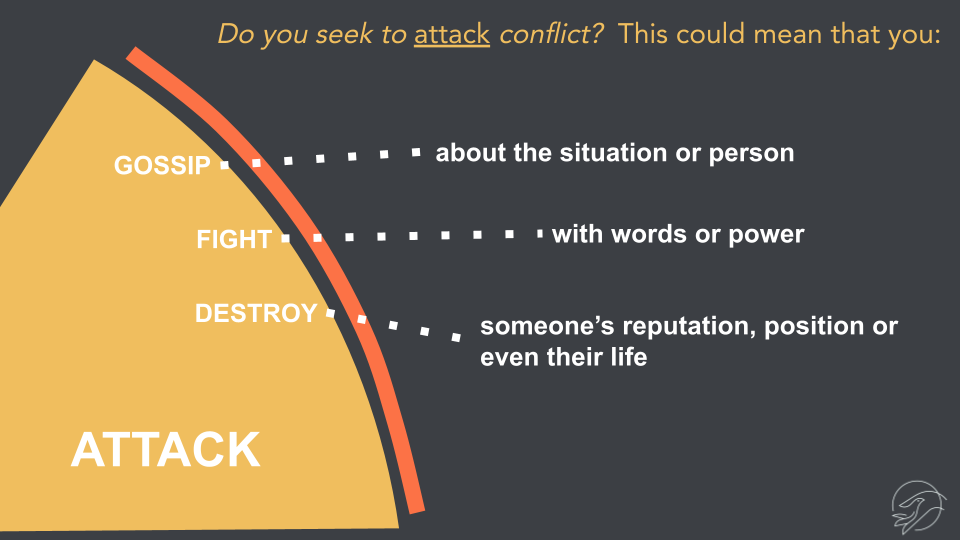 Do you seek to attack conflict? This could mean that you:
GOSSIP about the situation or person
FIGHT with words or power
DESTROY someone’s reputation, position or
even their life
ATTACK